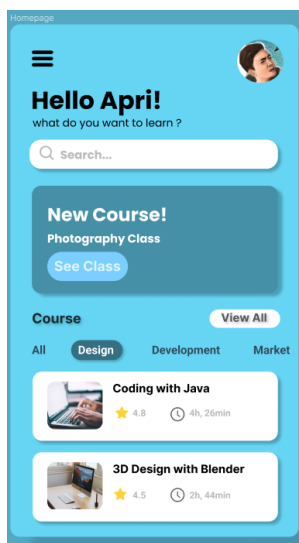 Homepage
Hello Apri!
what do you want to learn ?
Search...
New Course!
Photography Class
See Class
Course View All
All Design Development Market
Coding with Java
4.8 4h, 26min
3D Design with Blender
4.5 2h, 44min